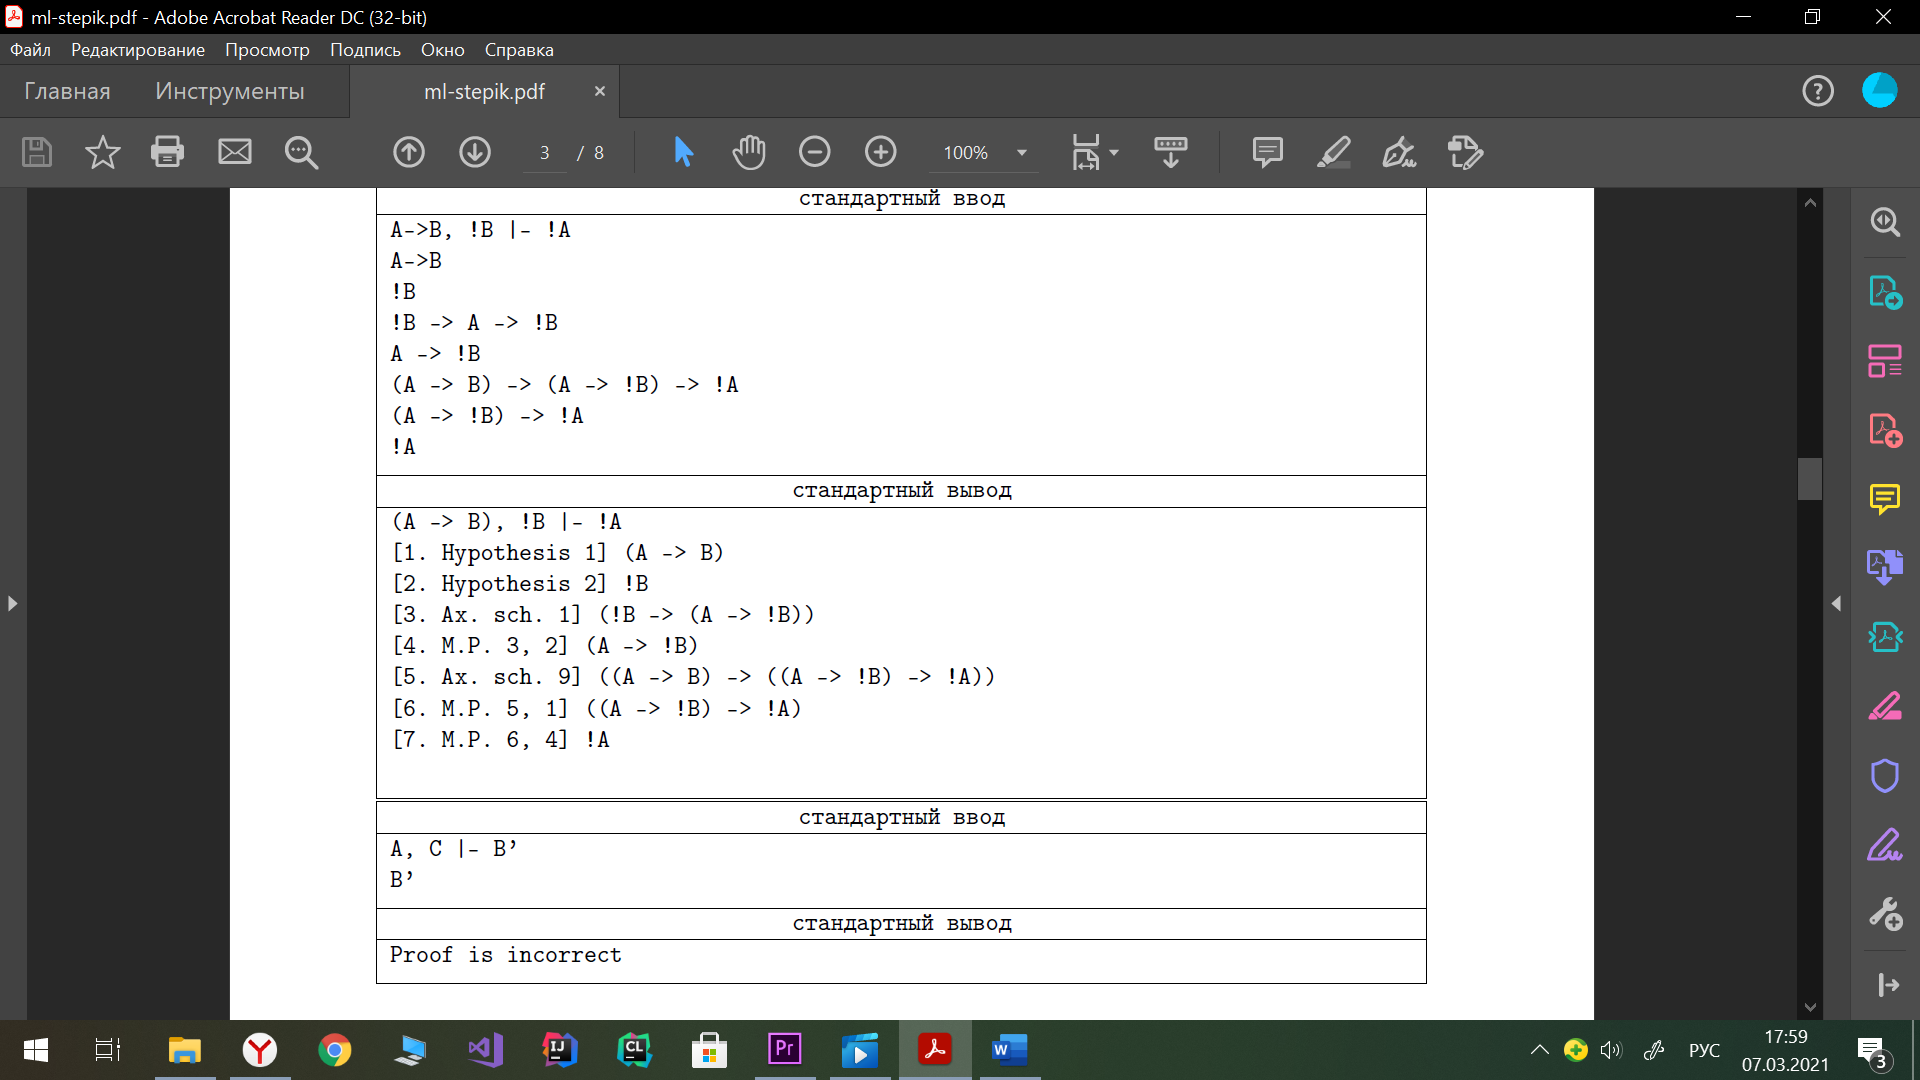 ml-stepik.pdf - Adobe Acrobat Reader DC (32-bit)
Файл Редактирование Просмотр Подпись Окно Справка
Главная Инструменты ml-stepik.pdf ×
3 / 8 100%
стандартный ввод
A->B, !B |- !A
A->B
!B
!B -> A -> !B
A -> !B
(A -> B) -> (A -> !B) -> !A
(A -> !B) -> !A
!A
стандартный вывод
(A -> B), !B |- !A
[1. Hypothesis 1] (A -> B)
[2. Hypothesis 2] !B
[3. Ax. sch. 1] (!B -> (A -> !B))
[4. M.P. 3, 2] (A -> !B)
[5. Ax. sch. 9] ((A -> B) -> ((A -> !B) -> !A))
[6. M.P. 5, 1] ((A -> !B) -> !A)
[7. M.P. 6, 4] !A
стандартный ввод
A, C |- B’
B’
стандартный вывод
Proof is incorrect
IJ CL Pr W РУС 17:59
07.03.2021 3